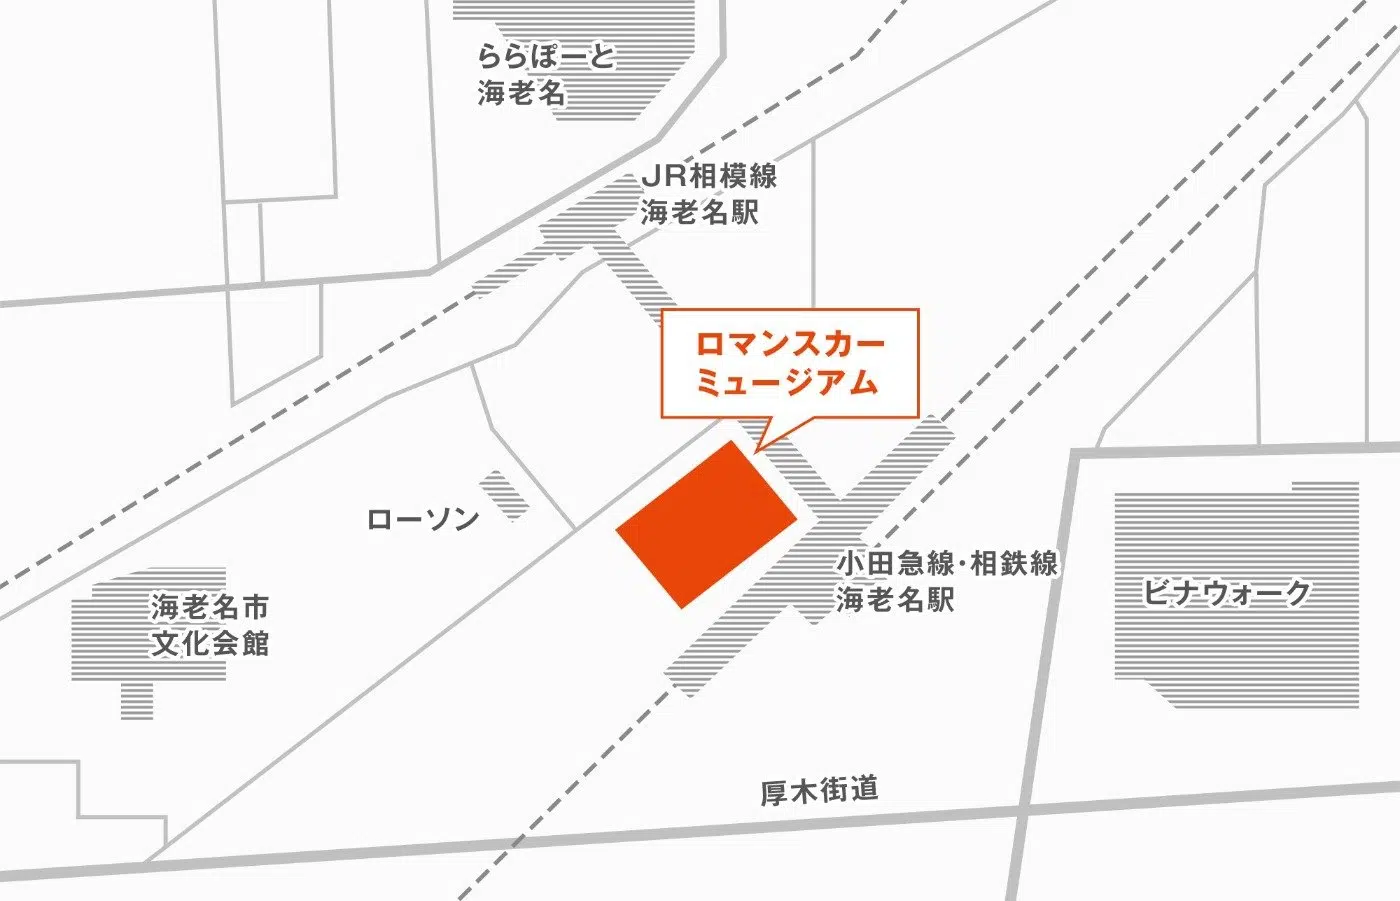 ららぽーと
海老名
JR相模線
海老名駅
ロマンスカー
ミュージアム
ローソン
小田急線･相鉄線
海老名駅
ビナウォーク
海老名市
文化会館
厚木街道